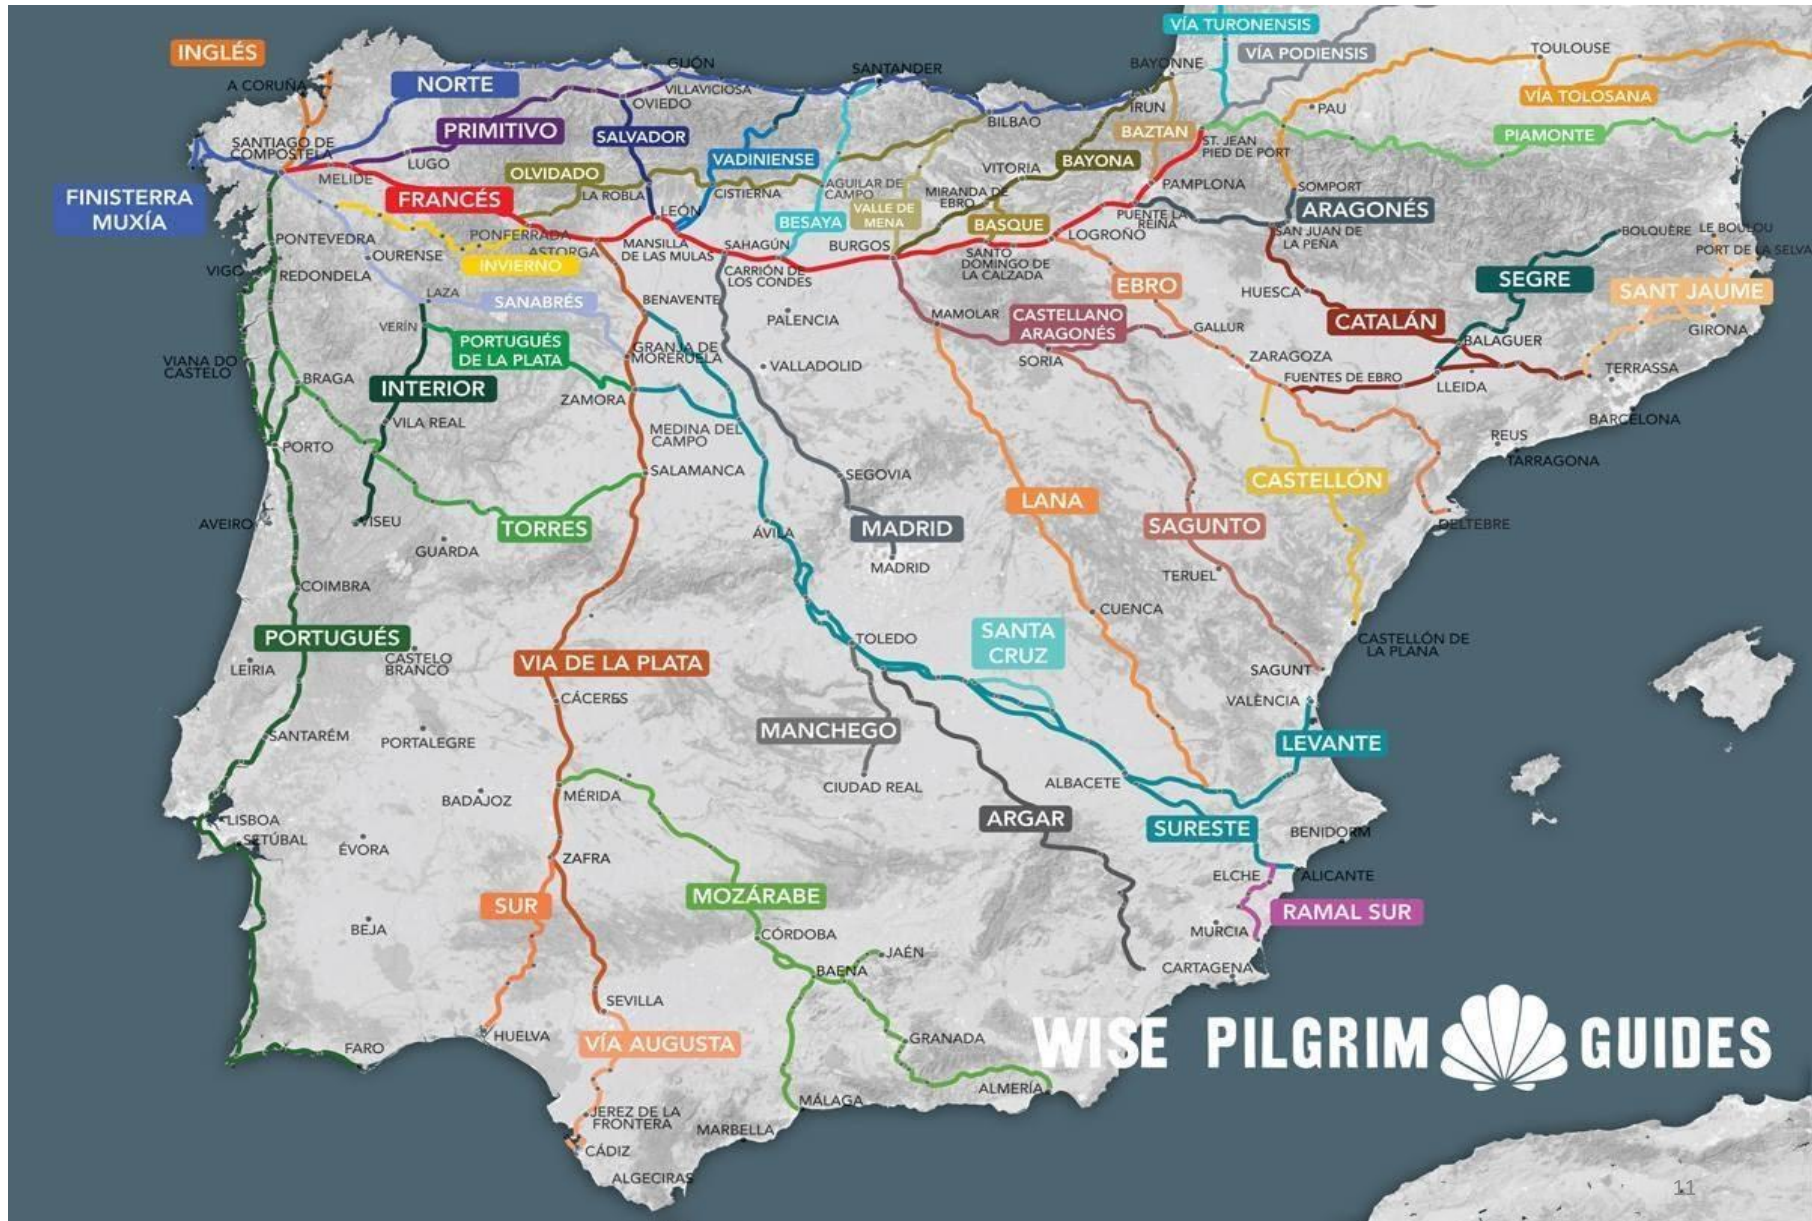 VÍA TURONENSIS
INGLÉS
VÍA PODIENSIS
TOULOUSE
BAYONNE
GIJÓN
SANTANDER
A CORUÑA
NORTE
VILLAVICIOSA
OVIEDO
IRUN
PAU
VÍA TOLOSANA
BILBAO
PRIMITIVO
SALVADOR
BAZTAN
PIAMONTE
SANTIAGO DE
COMPOSTELA
LUGO
VADINIENSE
BAYONA
ST. JEAN
PIED DE PORT
MELIDE
OLVIDADO
LA ROBLA
CISTIERNA
AGUILAR DE
CAMPO
VITORIA
PAMPLONA
SOMPORT
FINISTERRA
MUXÍA
FRANCÉS
LEÓN
BESAYA
VALLE DE
MENA
MIRANDA DE
EBRO
BASQUE
PUENTE LA
REINA
ARAGONÉS
SAN JUAN DE
LA PEÑA
BOLQUÈRE
LE BOULOU
PORT DE LA SELVA
PONTEVEDRA
OURENSE
PONFERRADA
ASTORGA
INVIERNO
MANSILLA
DE LAS MULAS
SAHAGÚN
CARRIÓN DE
LOS CONDES
BURGOS
SANTO
DOMINGO DE
LA CALZADA
LOGROÑO
VIGO
REDONDELA
LAZA
SANABRÉS
BENAVENTE
PALENCIA
MAMOLAR
CASTELLANO
ARAGONÉS
EBRO
HUESCA
SEGRE
SANT JAUME
GIRONA
VERÍN
PORTUGUÉS
DE LA PLATA
GRANJA DE
MORERUELA
VALLADOLID
SORIA
GALLUR
CATALÁN
BALAGUER
VIANA DO
CASTELO
BRAGA
INTERIOR
ZAMORA
ZARAGOZA
FUENTES DE EBRO
LLEIDA
TERRASSA
BARCELONA
VILA REAL
MEDINA DEL
CAMPO
REUS
TARRAGONA
PORTO
SALAMANCA
SEGOVIA
LANA
CASTELLÓN
AVEIRO
VISEU
TORRES
ÁVILA
MADRID
SAGUNTO
DELTEBRE
GUARDA
MADRID
TERUEL
COIMBRA
CUENCA
PORTUGUÉS
CASTELO
BRANCO
LEIRIA
VIA DE LA PLATA
TOLEDO
SANTA
CRUZ
CASTELLÓN DE
LA PLANA
SAGUNT
CÁCERES
VALÈNCIA
SANTARÉM
PORTALEGRE
MANCHEGO
LEVANTE
BADAJOZ
MÉRIDA
CIUDAD REAL
ALBACETE
LISBOA
SETÚBAL
ÉVORA
ARGAR
SURESTE
BENIDORM
ZAFRA
ELCHE
ALICANTE
SUR
MOZÁRABE
RAMAL SUR
BEJA
CÓRDOBA
MURCIA
JAÉN
BAENA
CARTAGENA
SEVILLA
HUELVA
VÍA AUGUSTA
GRANADA
WISE PILGRIM GUIDES
FARO
ALMERÍA
MÁLAGA
JEREZ DE LA
FRONTERA
MARBELLA
CÁDIZ
ALGECIRAS
11